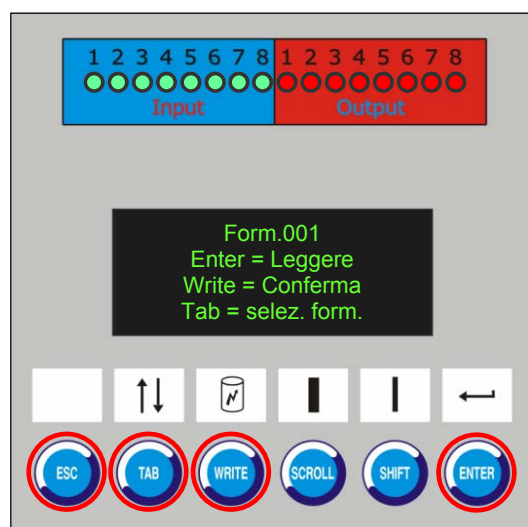 1 2 3 4 5 6 7 8 1 2 3 4 5 6 7 8
Input Output
Form.001
Enter = Leggere
Write = Conferma
Tab = selez. form.
ESC TAB WRITE SCROLL SHIFT ENTER